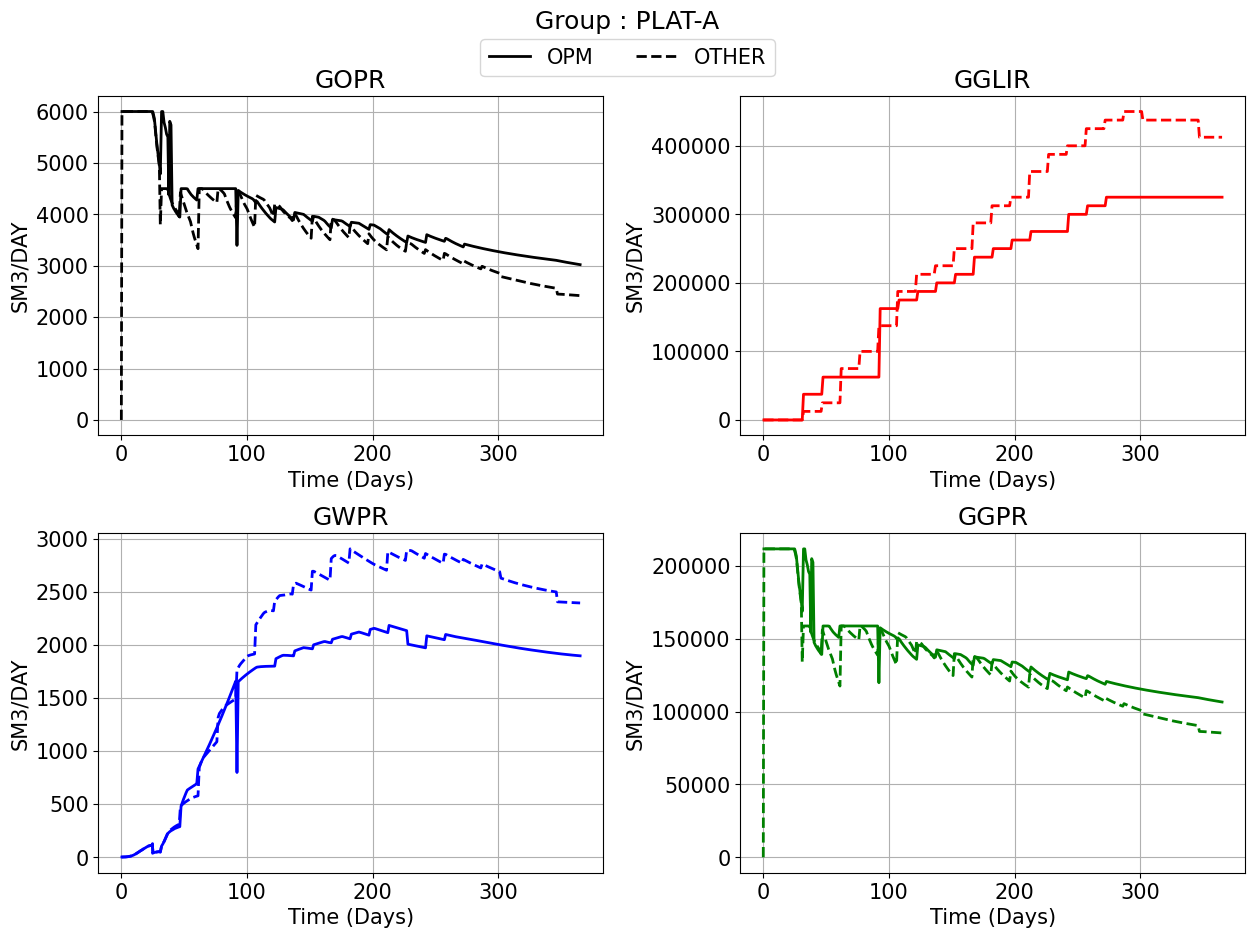 Group : PLAT-A
OPM OTHER
GOPR
GGLIR
6000
5000
4000
3000
2000
1000
0
SM3/DAY
0 100 200 300
Time (Days)
400000
300000
200000
100000
0
SM3/DAY
0 100 200 300
Time (Days)
GWPR
GGPR
3000
2500
2000
1500
1000
500
0
SM3/DAY
0 100 200 300
Time (Days)
200000
150000
100000
50000
0
SM3/DAY
0 100 200 300
Time (Days)